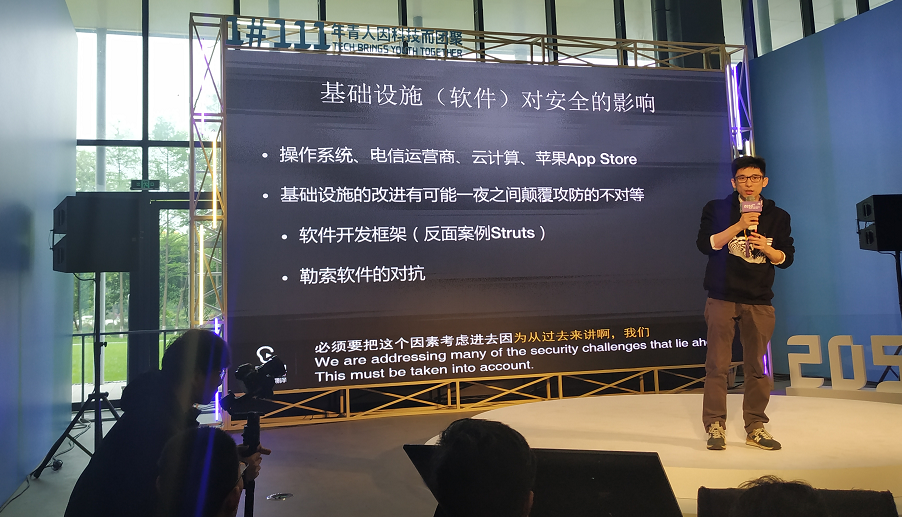 1#111 年青人因科技而团聚
TECH BRINGS YOUTH TOGETHER
基础设施（软件）对安全的影响
• 操作系统、电信运营商、云计算、苹果App Store
• 基础设施的改进有可能一夜之间颠覆攻防的不对等
• 软件开发框架（反面案例Struts）
• 勒索软件的对抗
必须要把这个因素考虑进去因为从过去来讲啊，我们
We are addressing many of the security challenges that lie ahe
This must be taken into account.
205